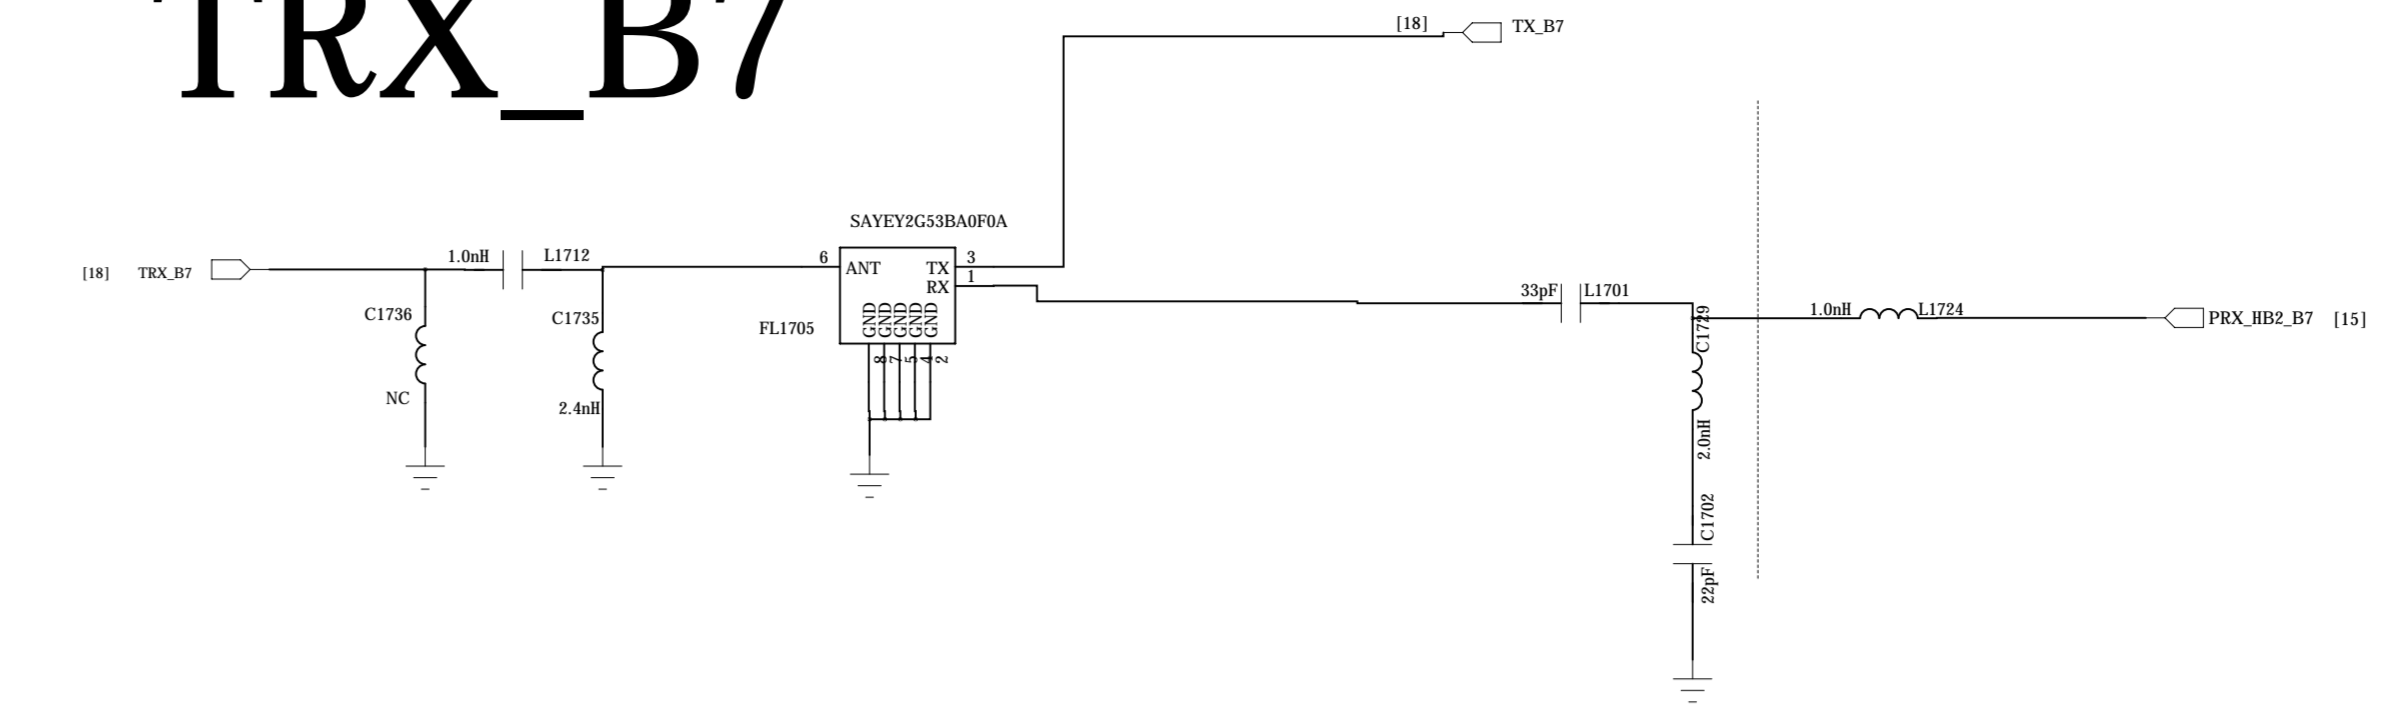 TRX_B7
[18] TX_B7
SAYEY2G53BA0F0A
[18] TRX_B7
1.0nH L1712
6 ANT TX 3
RX 1
GND GND GND GND GND
8 7 5 4 2
FL1705
C1736
NC
C1735
2.4nH
33pF L1701
C1729
2.0nH
C1702
22pF
1.0nH L1724
PRX_HB2_B7 [15]